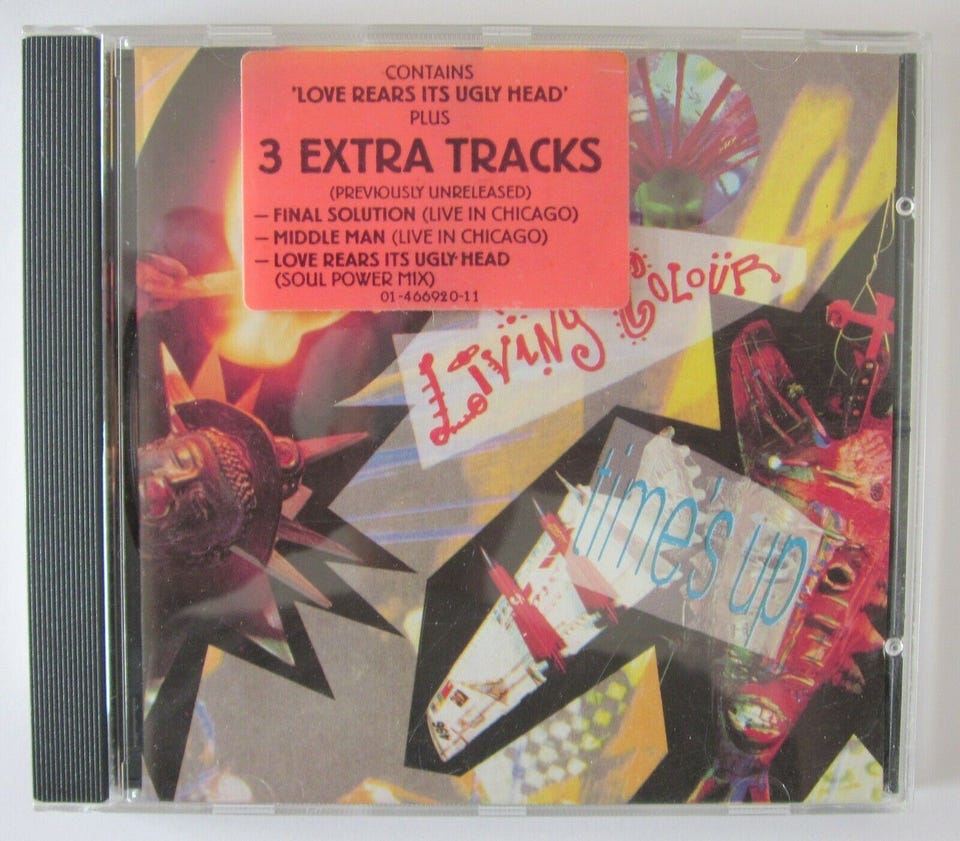 CONTAINS
'LOVE REARS ITS UGLY HEAD'
PLUS
3 EXTRA TRACKS
(PREVIOUSLY UNRELEASED)
– FINAL SOLUTION (LIVE IN CHICAGO)
– MIDDLE MAN (LIVE IN CHICAGO)
– LOVE REARS ITS UGLY HEAD
(SOUL POWER MIX)
01-466920-11
LiViNG COLOUR
time's up